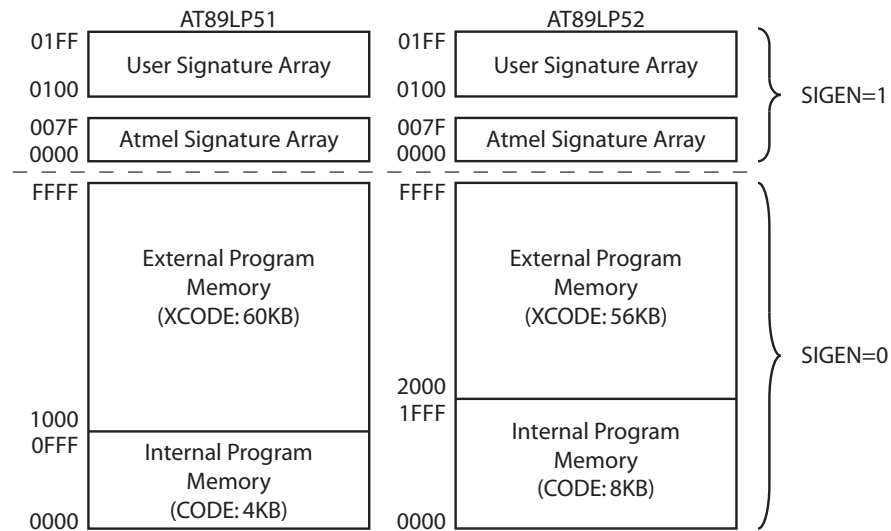 AT89LP51
01FF
User Signature Array
0100
007F
Atmel Signature Array
0000
FFFF
External Program
Memory
(XCODE: 60KB)
1000
0FFF
Internal Program
Memory
(CODE: 4KB)
0000
AT89LP52
01FF
User Signature Array
0100
007F
Atmel Signature Array
0000
FFFF
External Program
Memory
(XCODE: 56KB)
2000
1FFF
Internal Program
Memory
(CODE: 8KB)
0000
SIGEN=1
SIGEN=0